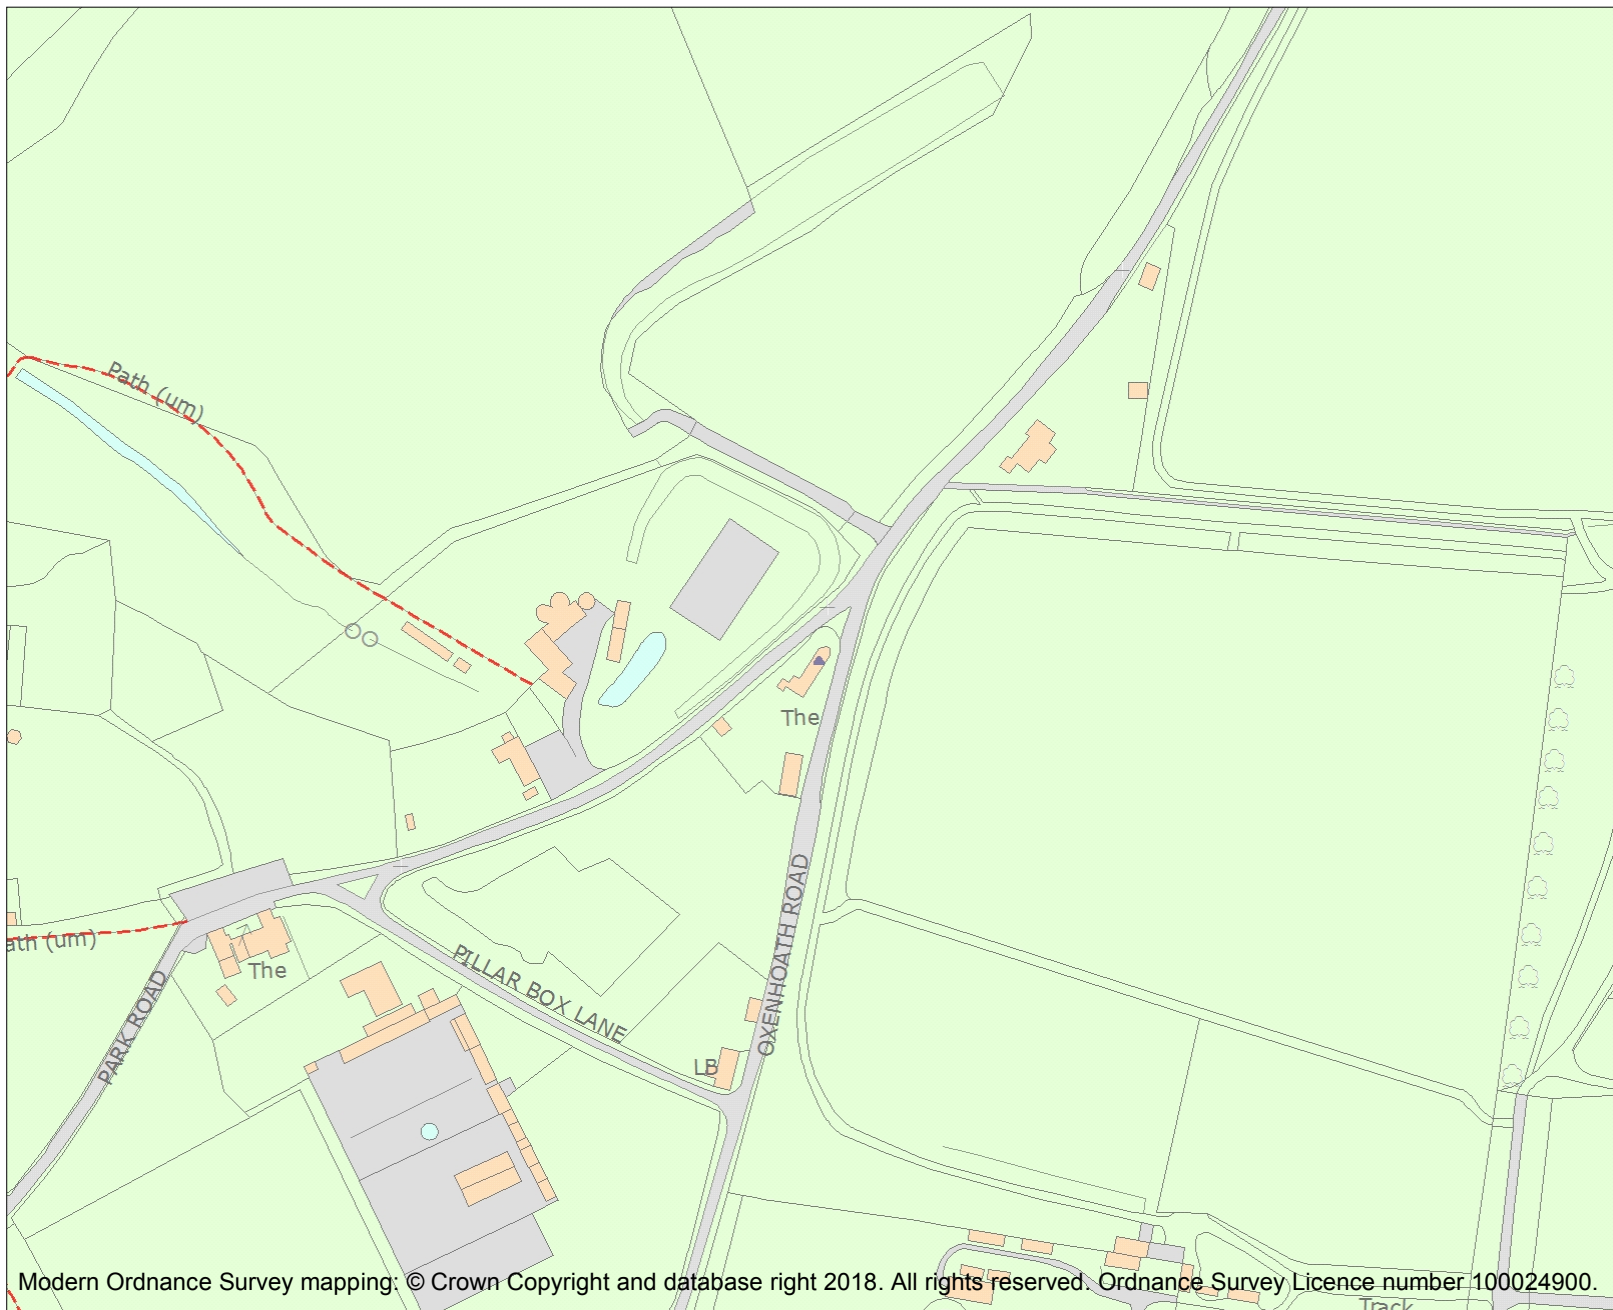 Path (um)
The
OXENHOATH ROAD
ath (um)
The
PILLAR BOX LANE
PARK ROAD
LB
Modern Ordnance Survey mapping: © Crown Copyright and database right 2018. All rights reserved. Ordnance Survey Licence number 100024900.
Track